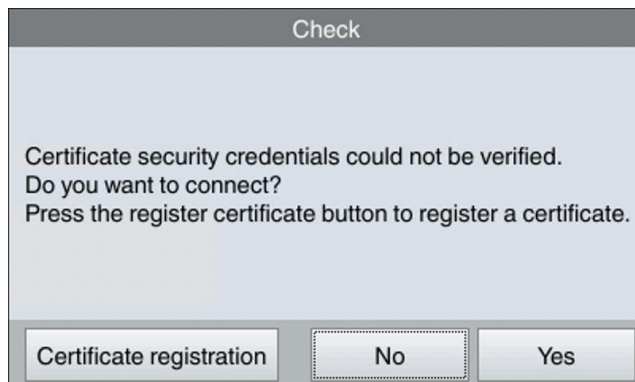 Check
Certificate security credentials could not be verified.
Do you want to connect?
Press the register certificate button to register a certificate.
Certificate registration
No
Yes